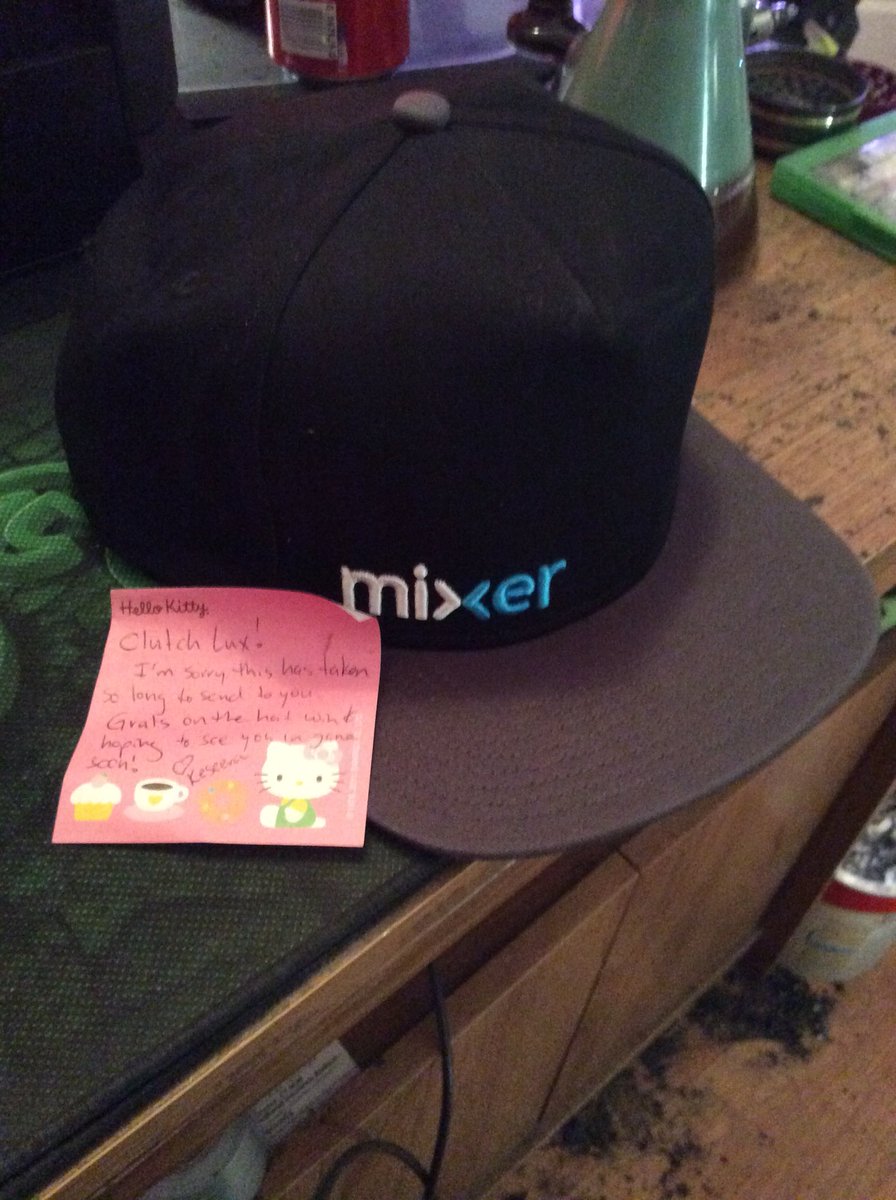 mixer
Hello Kitty
Clutch Lux!
I'm sorry this has taken
so long to send to you.
Grats on the hat win &
hoping to see you in game
soon!